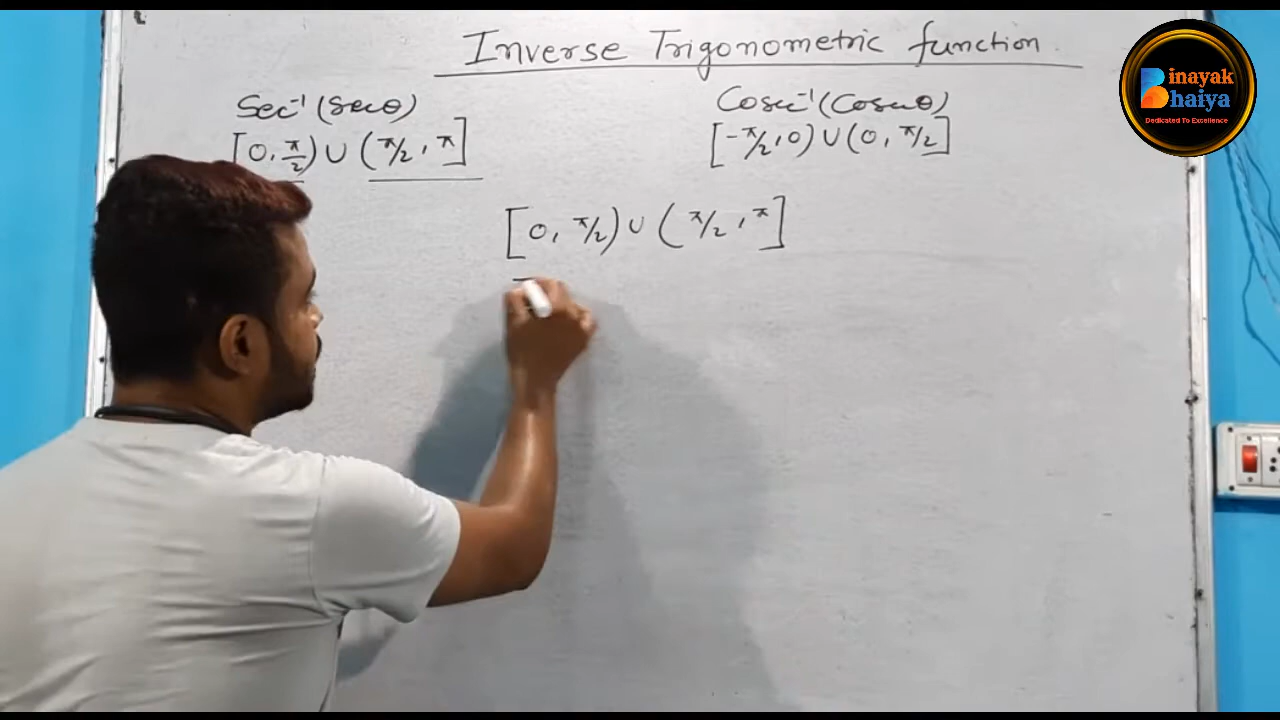 Inverse Trigonometric function
Sec⁻¹(Secθ)
[0, π/2) ∪ (π/2, π]
Cosec⁻¹(Cosecθ)
[-π/2, 0) ∪ (0, π/2]
[0, π/2) ∪ (π/2, π]
Binayak
Bhaiya
Dedicated To Excellence